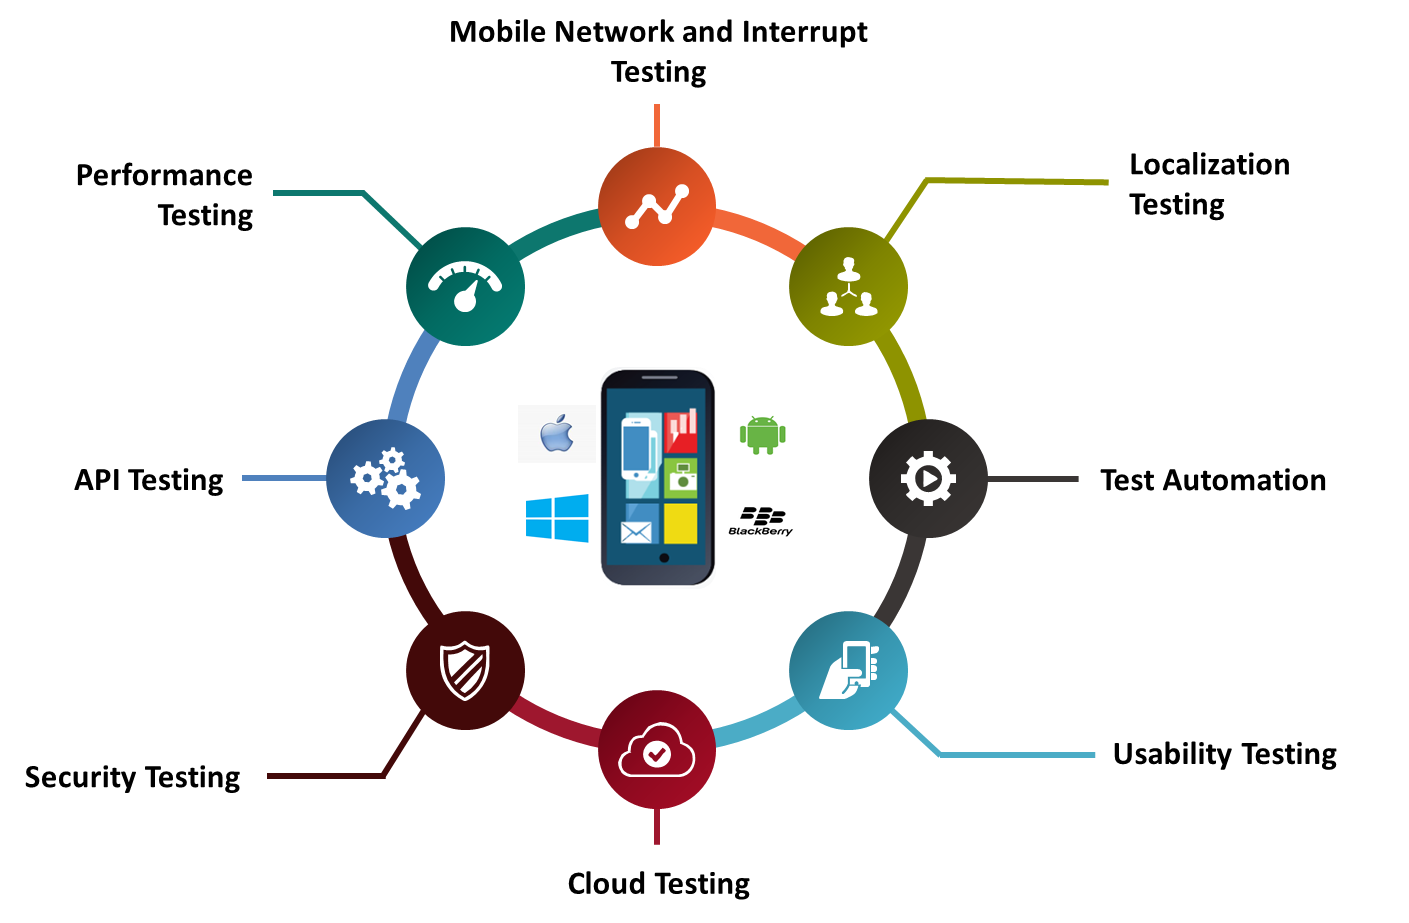 Mobile Network and Interrupt
Testing
Performance
Testing
Localization
Testing
API Testing
BlackBerry
Test Automation
Security Testing
Usability Testing
Cloud Testing